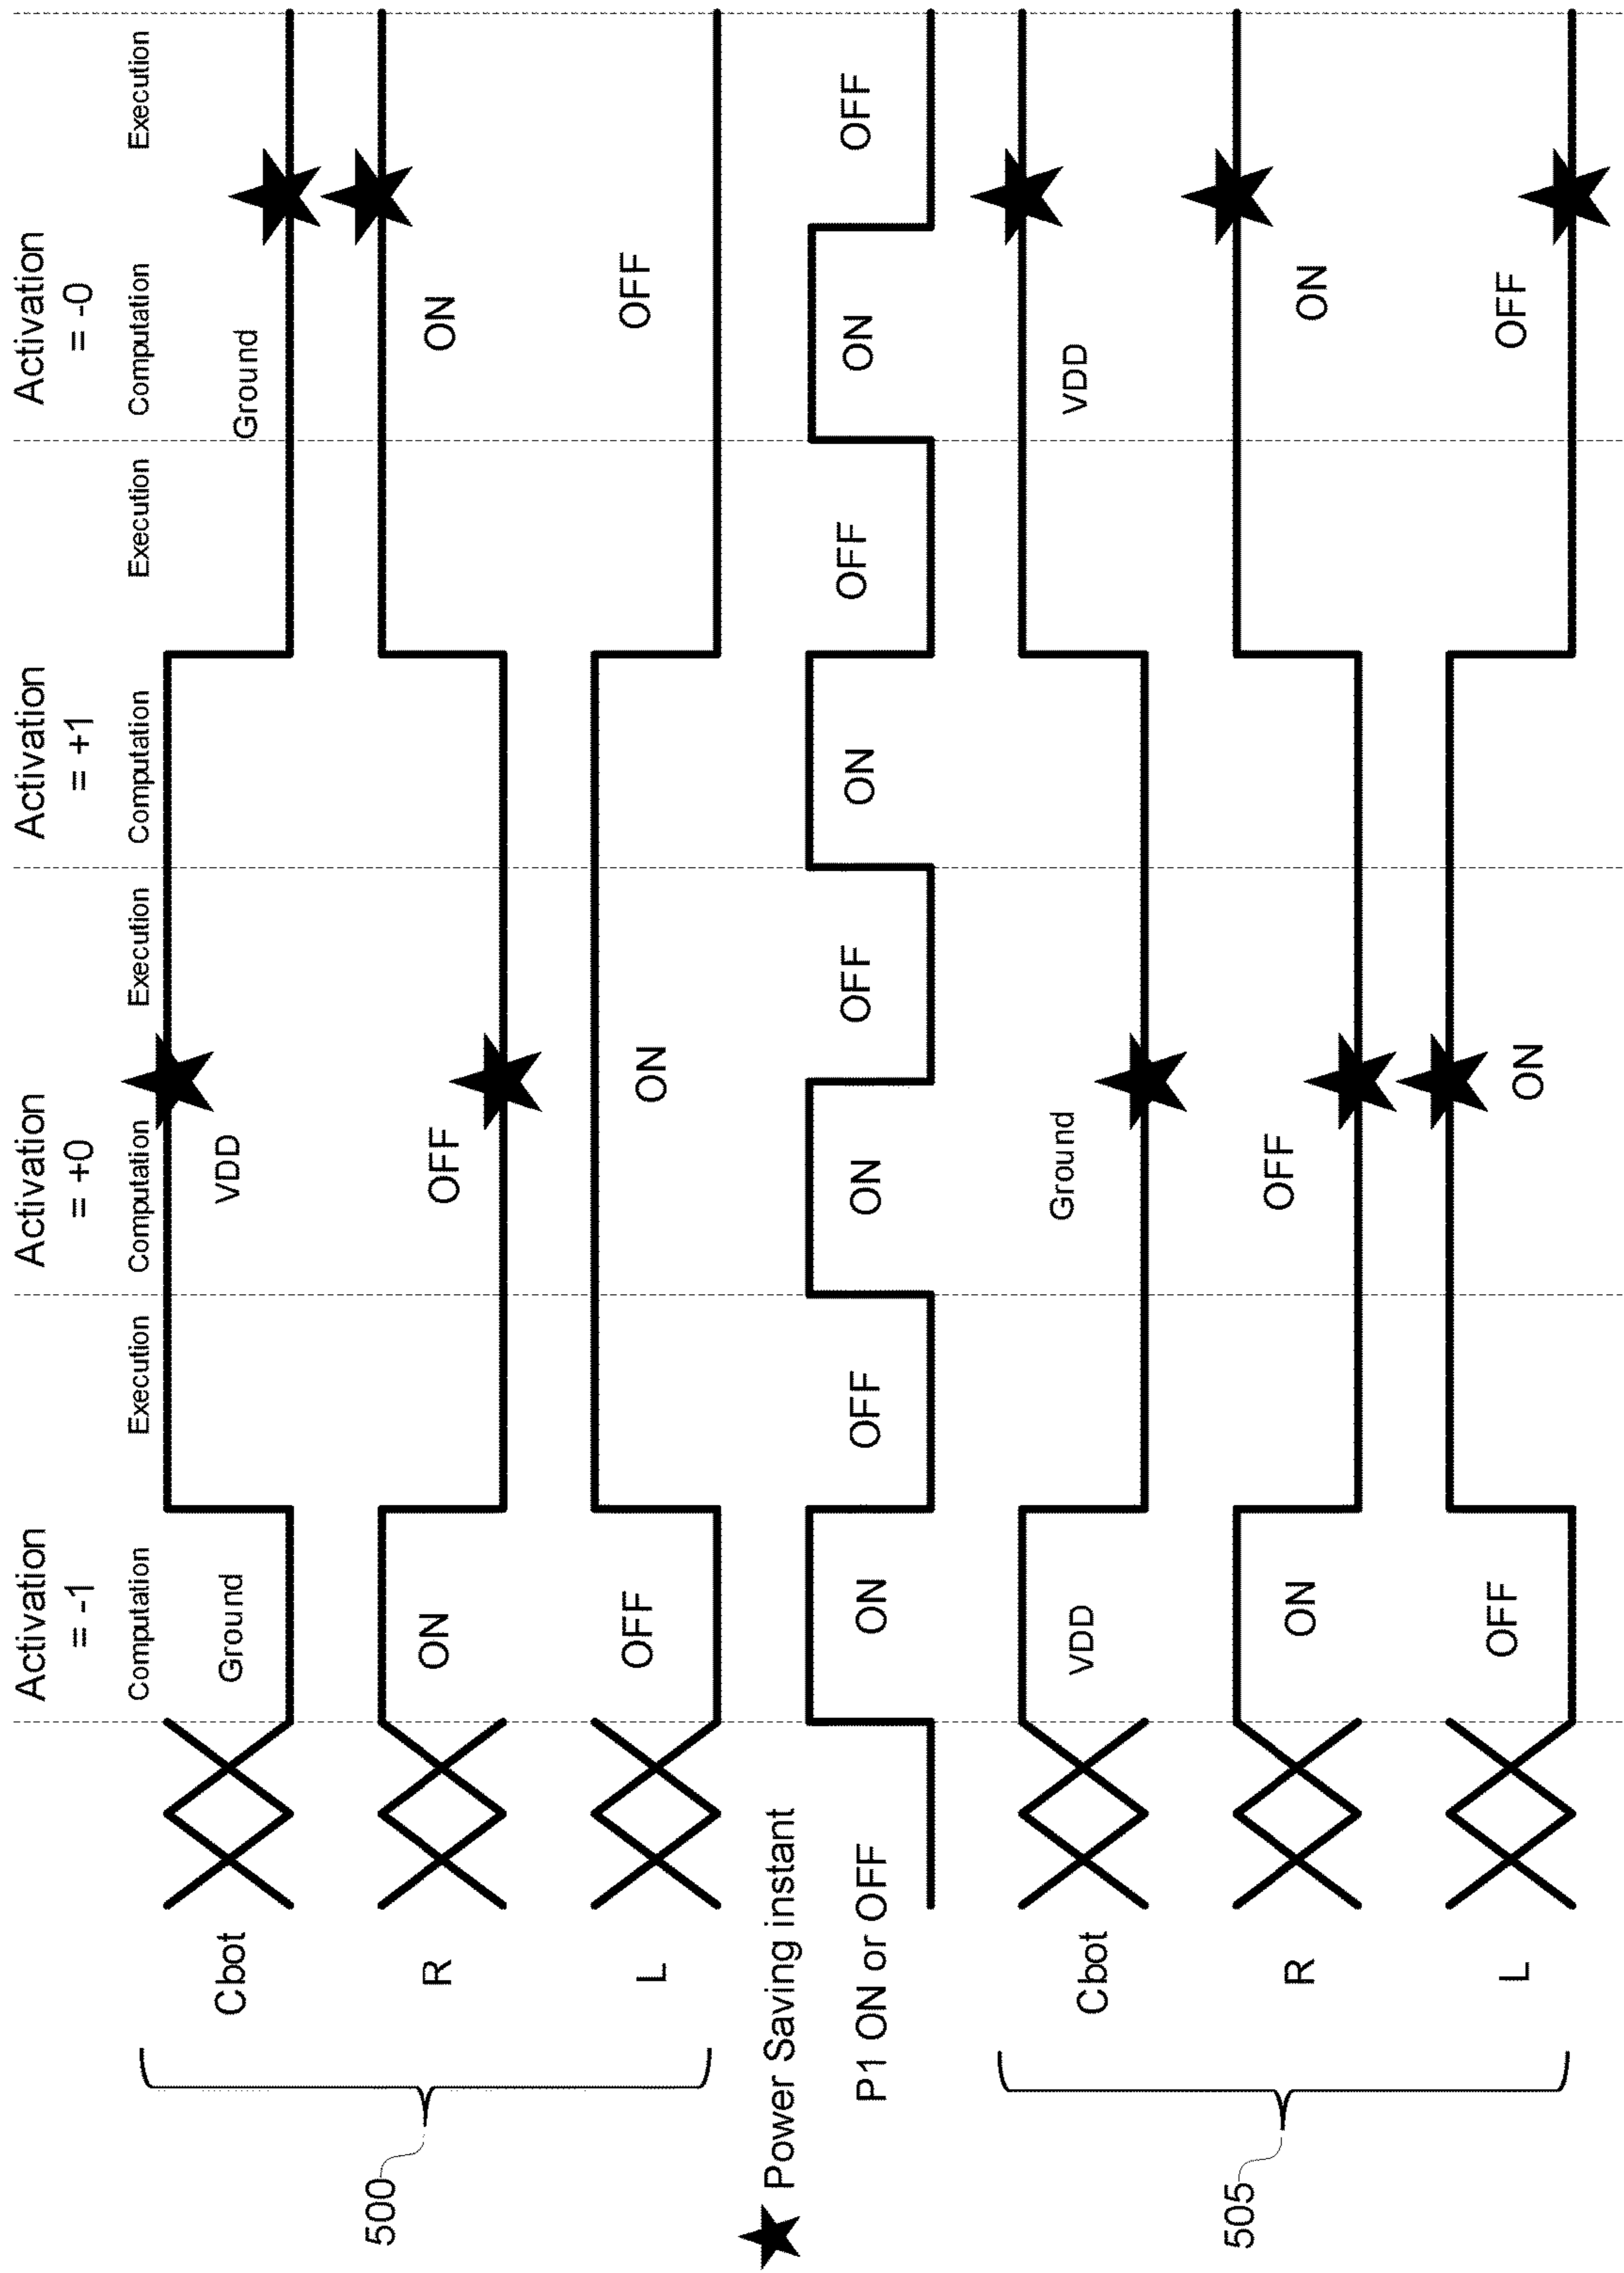 Activation
= -1
Activation
= +0
Activation
= +1
Activation
= -0
Computation
Execution
Computation
Execution
Computation
Execution
Computation
Execution
500
Cbot
Ground
VDD
Ground
R
ON
OFF
ON
L
OFF
ON
OFF
Power Saving instant
P1 ON or OFF
ON
OFF
ON
OFF
ON
OFF
ON
OFF
505
Cbot
VDD
Ground
VDD
R
ON
OFF
ON
L
OFF
ON
OFF